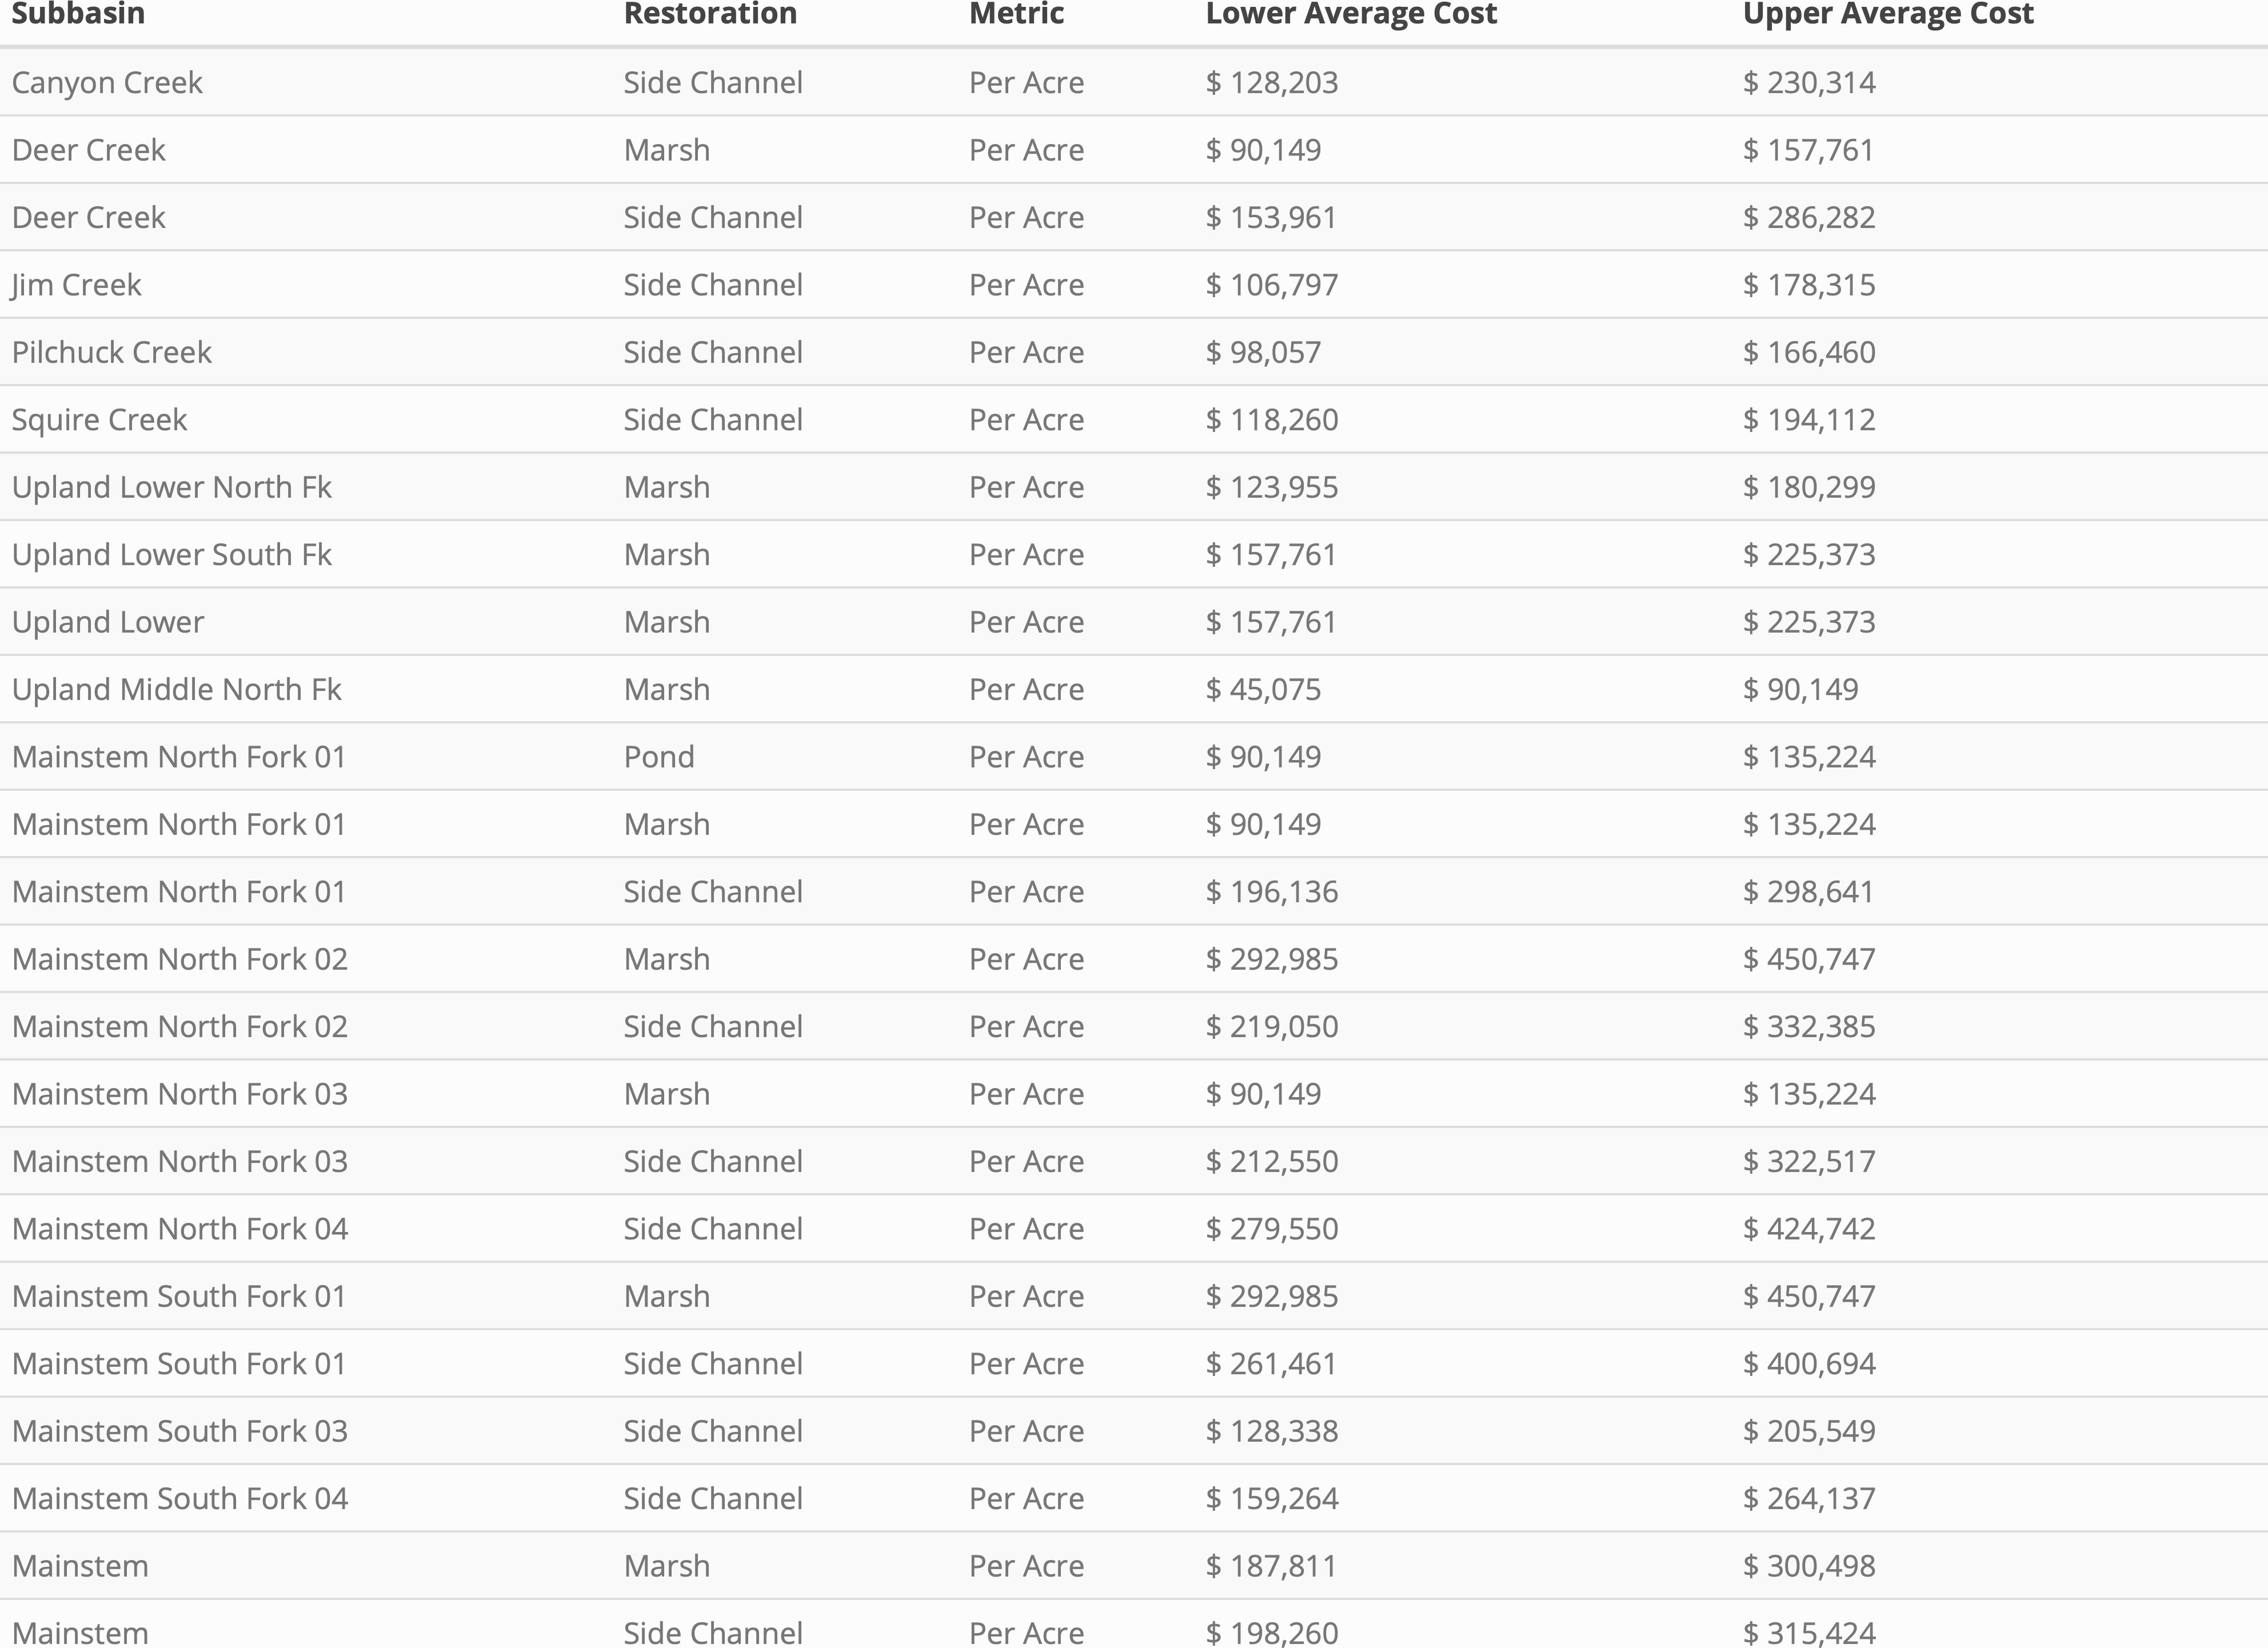 Subbasin Restoration Metric Lower Average Cost Upper Average Cost
Canyon Creek Side Channel Per Acre $ 128,203 $ 230,314
Deer Creek Marsh Per Acre $ 90,149 $ 157,761
Deer Creek Side Channel Per Acre $ 153,961 $ 286,282
Jim Creek Side Channel Per Acre $ 106,797 $ 178,315
Pilchuck Creek Side Channel Per Acre $ 98,057 $ 166,460
Squire Creek Side Channel Per Acre $ 118,260 $ 194,112
Upland Lower North Fk Marsh Per Acre $ 123,955 $ 180,299
Upland Lower South Fk Marsh Per Acre $ 157,761 $ 225,373
Upland Lower Marsh Per Acre $ 157,761 $ 225,373
Upland Middle North Fk Marsh Per Acre $ 45,075 $ 90,149
Mainstem North Fork 01 Pond Per Acre $ 90,149 $ 135,224
Mainstem North Fork 01 Marsh Per Acre $ 90,149 $ 135,224
Mainstem North Fork 01 Side Channel Per Acre $ 196,136 $ 298,641
Mainstem North Fork 02 Marsh Per Acre $ 292,985 $ 450,747
Mainstem North Fork 02 Side Channel Per Acre $ 219,050 $ 332,385
Mainstem North Fork 03 Marsh Per Acre $ 90,149 $ 135,224
Mainstem North Fork 03 Side Channel Per Acre $ 212,550 $ 322,517
Mainstem North Fork 04 Side Channel Per Acre $ 279,550 $ 424,742
Mainstem South Fork 01 Marsh Per Acre $ 292,985 $ 450,747
Mainstem South Fork 01 Side Channel Per Acre $ 261,461 $ 400,694
Mainstem South Fork 03 Side Channel Per Acre $ 128,338 $ 205,549
Mainstem South Fork 04 Side Channel Per Acre $ 159,264 $ 264,137
Mainstem Marsh Per Acre $ 187,811 $ 300,498
Mainstem Side Channel Per Acre $ 198,260 $ 315,424